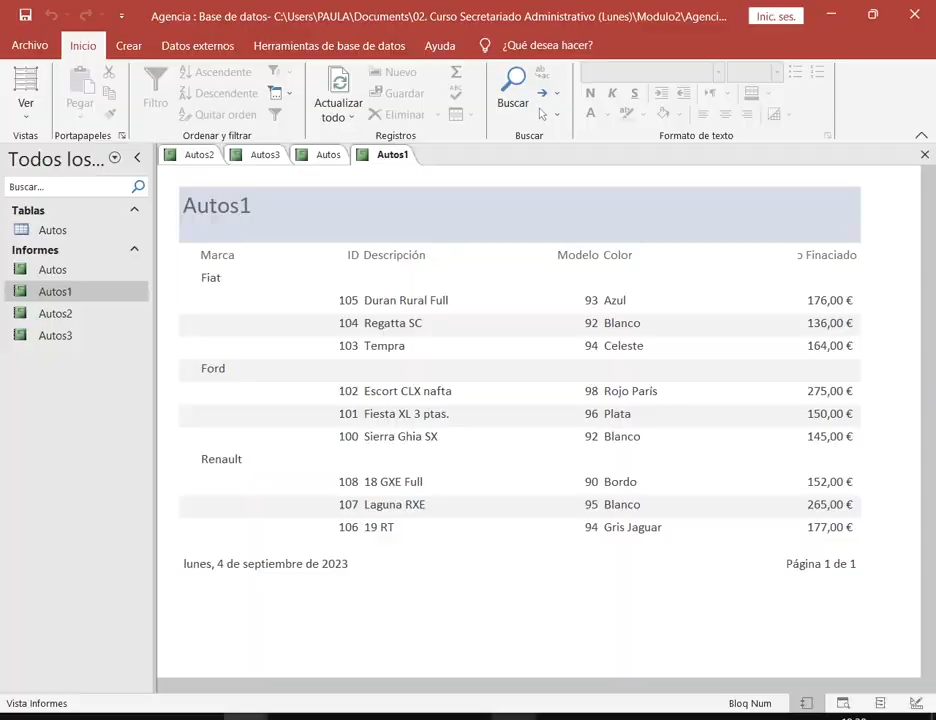 Agencia : Base de datos- C:\Users\PAULA\Documents\02. Curso Secretariado Administrativo (Lunes)\Modulo2\Agenci... Inic. ses.
Archivo Inicio Crear Datos externos Herramientas de base de datos Ayuda ¿Qué desea hacer?
Ver
Vistas
Pegar
Portapapeles
Filtro
Ascendente
Descendente
Quitar orden
Ordenar y filtrar
Actualizar
todo
Nuevo
Guardar
Eliminar
Registros
Buscar
Buscar
N K S
A
Formato de texto
Todos los...
Buscar...
Tablas
Autos
Informes
Autos
Autos1
Autos2
Autos3
Autos2 Autos3 Autos Autos1
Autos1
Marca ID Descripción Modelo Color o Finaciado
Fiat
105 Duran Rural Full 93 Azul 176,00 €
104 Regatta SC 92 Blanco 136,00 €
103 Tempra 94 Celeste 164,00 €
Ford
102 Escort CLX nafta 98 Rojo París 275,00 €
101 Fiesta XL 3 ptas. 96 Plata 150,00 €
100 Sierra Ghia SX 92 Blanco 145,00 €
Renault
108 18 GXE Full 90 Bordo 152,00 €
107 Laguna RXE 95 Blanco 265,00 €
106 19 RT 94 Gris Jaguar 177,00 €
lunes, 4 de septiembre de 2023 Página 1 de 1
Vista Informes Bloq Num